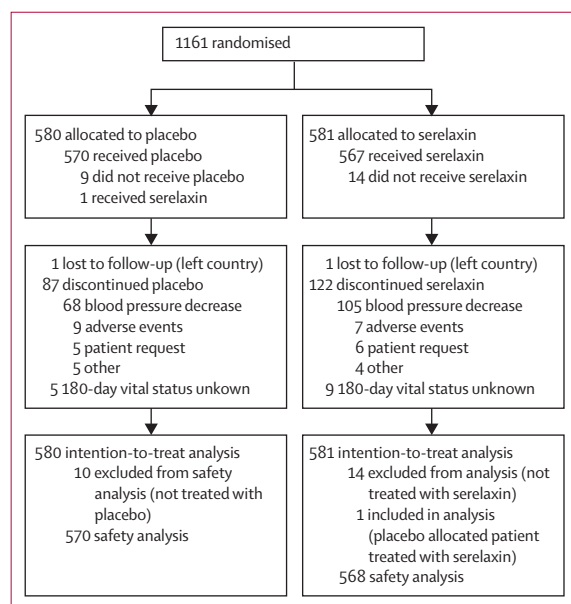 1161 randomised
580 allocated to placebo
570 received placebo
9 did not receive placebo
1 received serelaxin
581 allocated to serelaxin
567 received serelaxin
14 did not receive serelaxin
1 lost to follow-up (left country)
87 discontinued placebo
68 blood pressure decrease
9 adverse events
5 patient request
5 other
5 180-day vital status unkown
1 lost to follow-up (left country)
122 discontinued serelaxin
105 blood pressure decrease
7 adverse events
6 patient request
4 other
9 180-day vital status unknown
580 intention-to-treat analysis
10 excluded from safety
analysis (not treated with
placebo)
570 safety analysis
581 intention-to-treat analysis
14 excluded from analysis (not
treated with serelaxin)
1 included in analysis
(placebo allocated patient
treated with serelaxin)
568 safety analysis